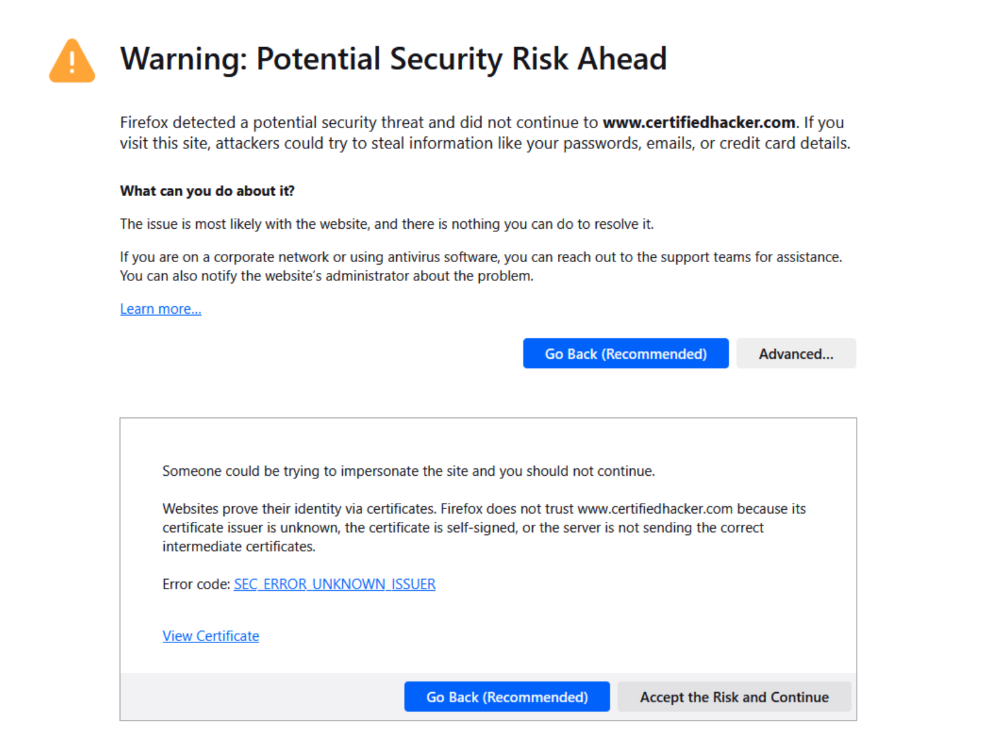 Warning: Potential Security Risk Ahead
Firefox detected a potential security threat and did not continue to www.certifiedhacker.com. If you
visit this site, attackers could try to steal information like your passwords, emails, or credit card details.
What can you do about it?
The issue is most likely with the website, and there is nothing you can do to resolve it.
If you are on a corporate network or using antivirus software, you can reach out to the support teams for assistance.
You can also notify the website's administrator about the problem.
Learn more...
Go Back (Recommended) Advanced...
Someone could be trying to impersonate the site and you should not continue.
Websites prove their identity via certificates. Firefox does not trust www.certifiedhacker.com because its
certificate issuer is unknown, the certificate is self-signed, or the server is not sending the correct
intermediate certificates.
Error code: SEC_ERROR_UNKNOWN_ISSUER
View Certificate
Go Back (Recommended) Accept the Risk and Continue